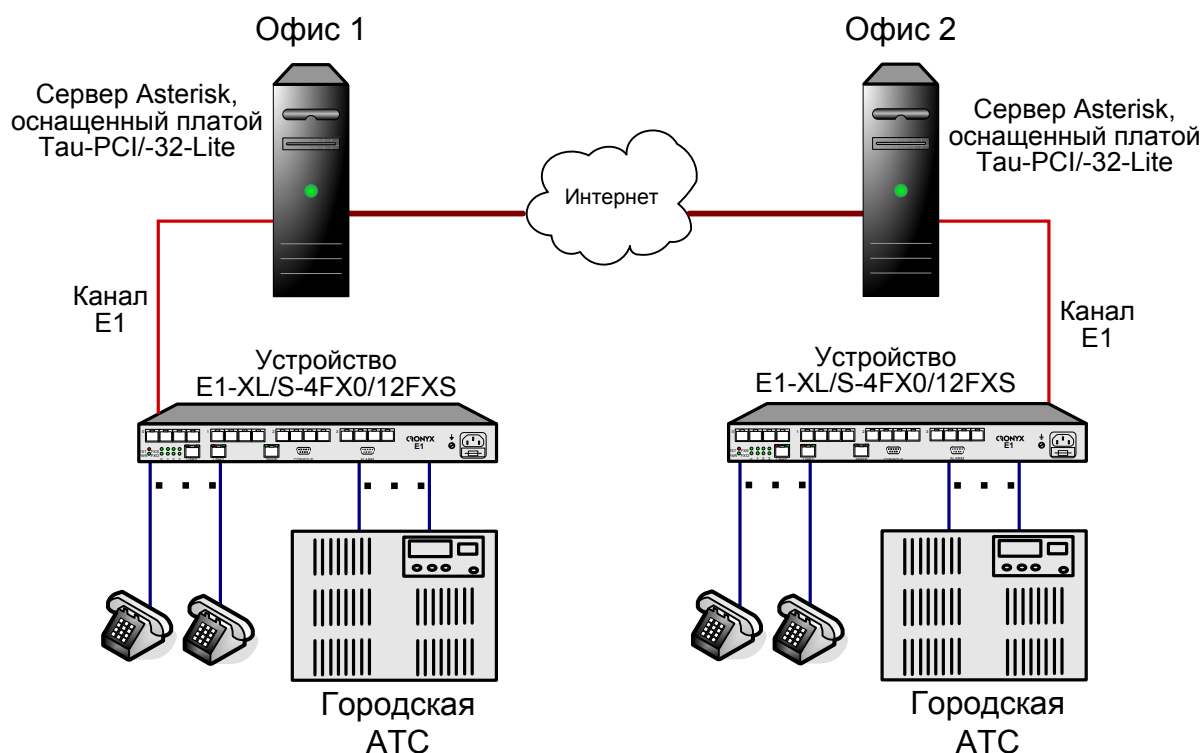 Офис 1
Офис 2
Сервер Asterisk,
оснащенный платой
Tau-PCI/-32-Lite
Сервер Asterisk,
оснащенный платой
Tau-PCI/-32-Lite
Интернет
Канал
E1
Канал
E1
Устройство
E1-XL/S-4FX0/12FXS
Устройство
E1-XL/S-4FX0/12FXS
CRONYX
E1
CRONYX
E1
Городская
АТС
Городская
АТС